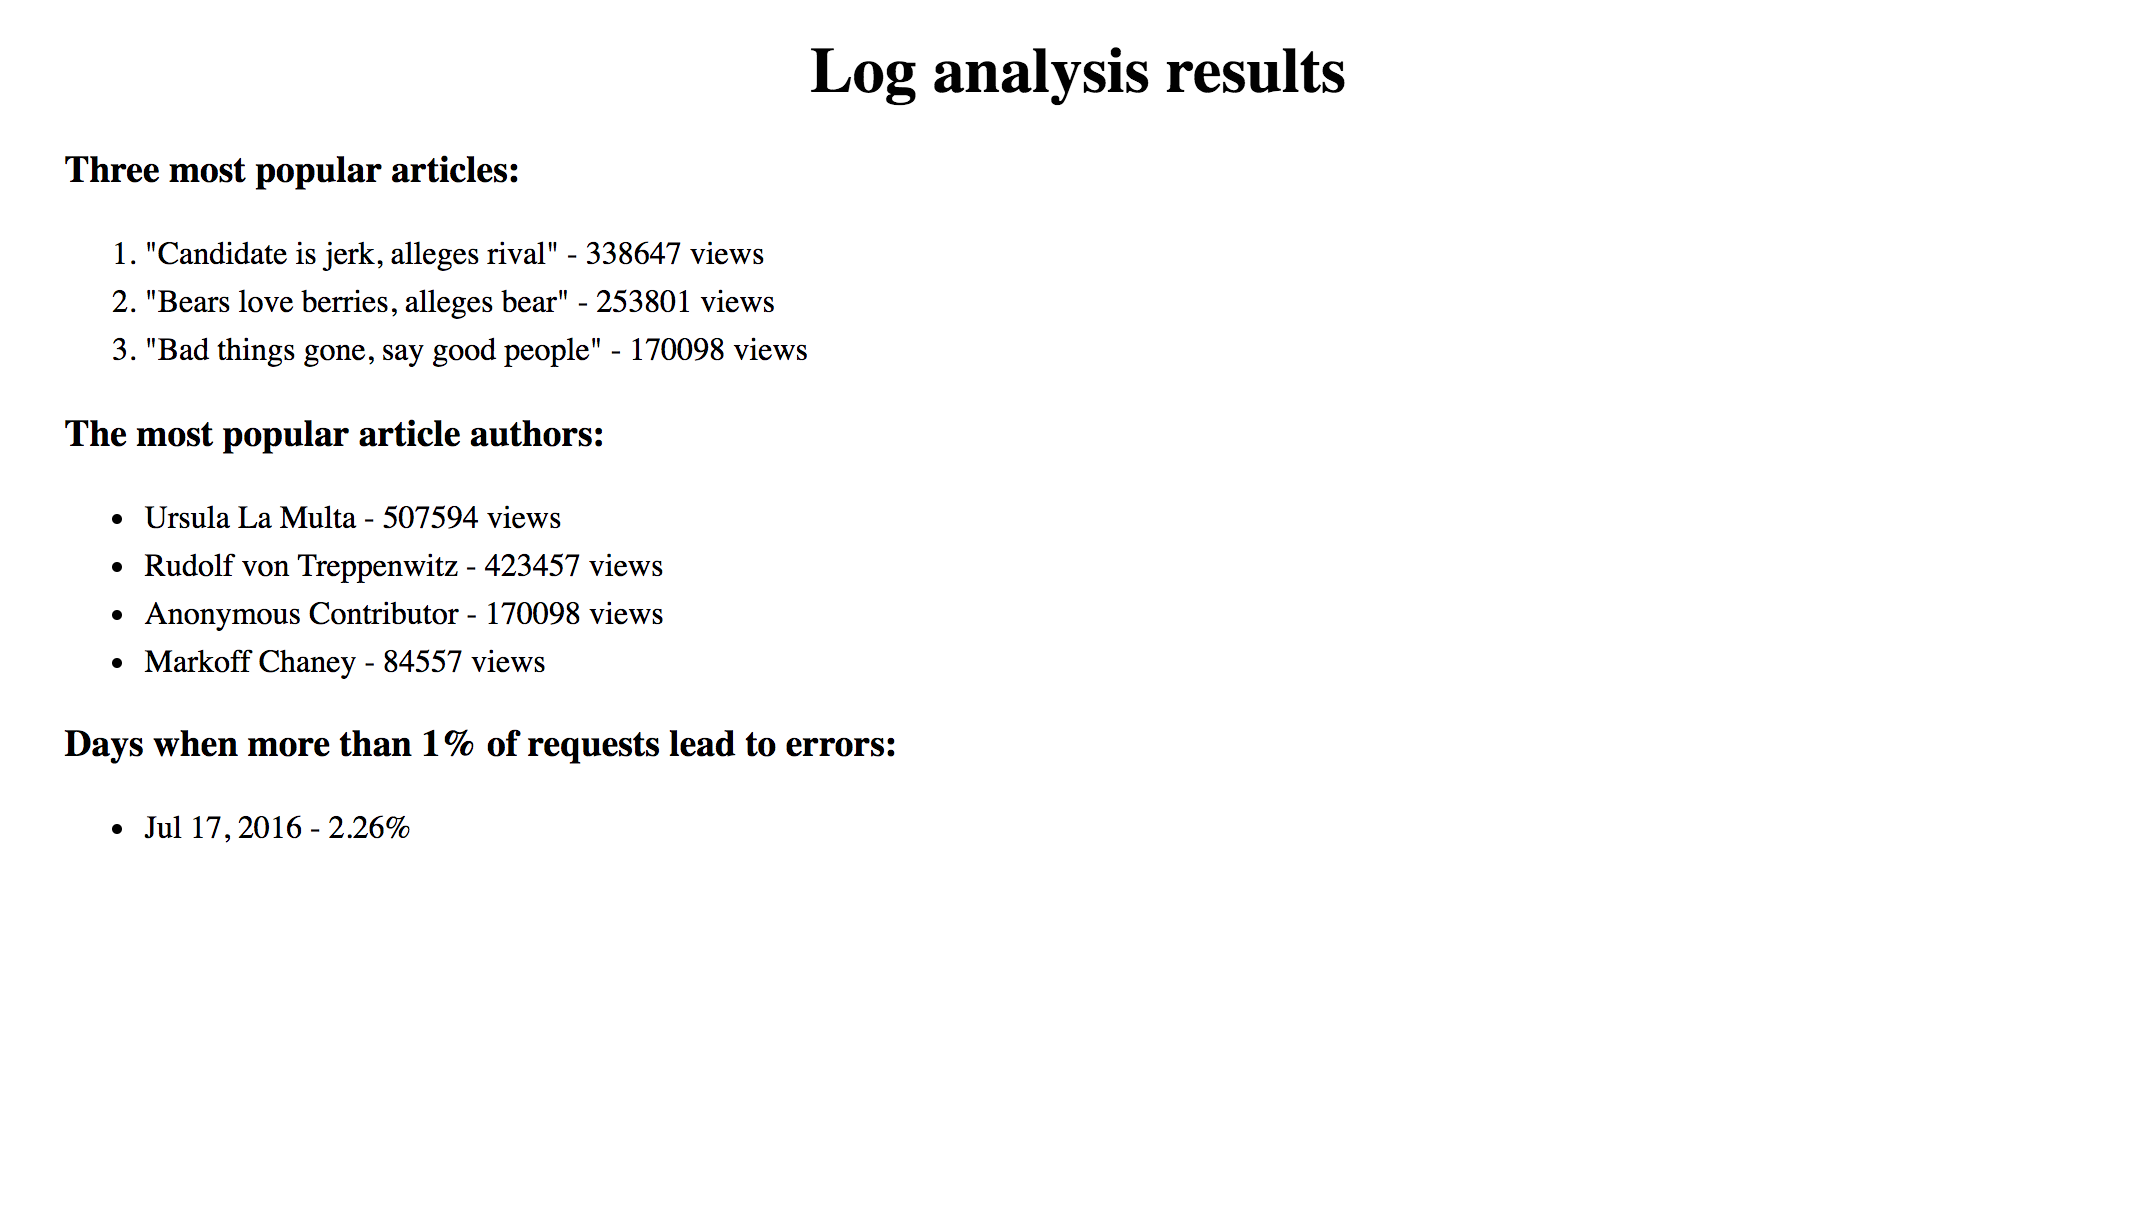 Log analysis results
Three most popular articles:
1. "Candidate is jerk, alleges rival" - 338647 views
2. "Bears love berries, alleges bear" - 253801 views
3. "Bad things gone, say good people" - 170098 views
The most popular article authors:
• Ursula La Multa - 507594 views
• Rudolf von Treppenwitz - 423457 views
• Anonymous Contributor - 170098 views
• Markoff Chaney - 84557 views
Days when more than 1% of requests lead to errors:
• Jul 17, 2016 - 2.26%